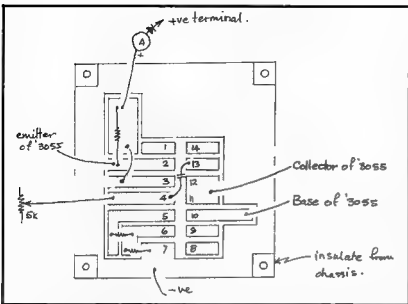 +ve terminal.
A
+
emitter
of '3055
1 14
2 13
3 12
4 11
5 10
6 9
7 8
Collector of '3055
Base of '3055
5k
insulate from
chassis.
-ve